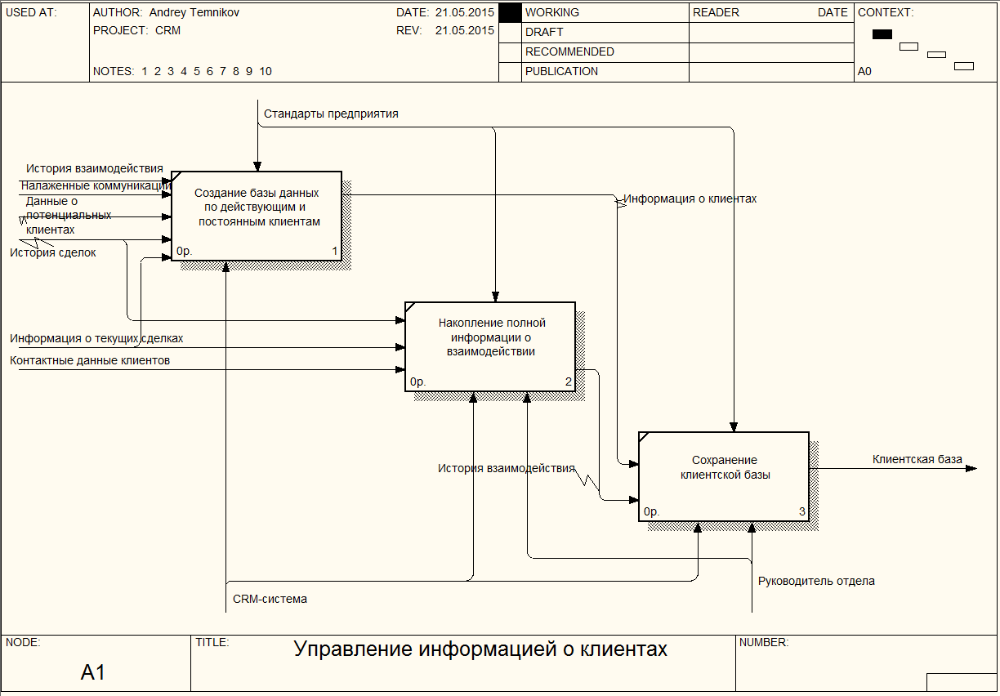 USED AT:
AUTHOR: Andrey Temnikov
DATE: 21.05.2015
PROJECT: CRM
REV: 21.05.2015
NOTES: 1 2 3 4 5 6 7 8 9 10
WORKING
DRAFT
RECOMMENDED
PUBLICATION
READER DATE
CONTEXT:
A0
Стандарты предприятия
История взаимодействия
Налаженные коммуникации
Данные о
потенциальных
клиентах
История сделок
Создание базы данных
по действующим и
постоянным клиентам
0р. 1
Информация о клиентах
Накопление полной
информации о
взаимодействии
0р. 2
Информация о текущих сделках
Контактные данные клиентов
История взаимодействия
Сохранение
клиентской базы
0р. 3
Клиентская база
Руководитель отдела
CRM-система
NODE:
A1
TITLE:
Управление информацией о клиентах
NUMBER: